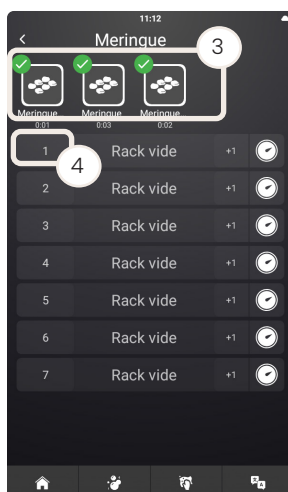 11:12
Meringue
3
Meringue Meringue Meringue
0:01 0:03 0:02
4
1 Rack vide +1
2 Rack vide +1
3 Rack vide +1
4 Rack vide +1
5 Rack vide +1
6 Rack vide +1
7 Rack vide +1